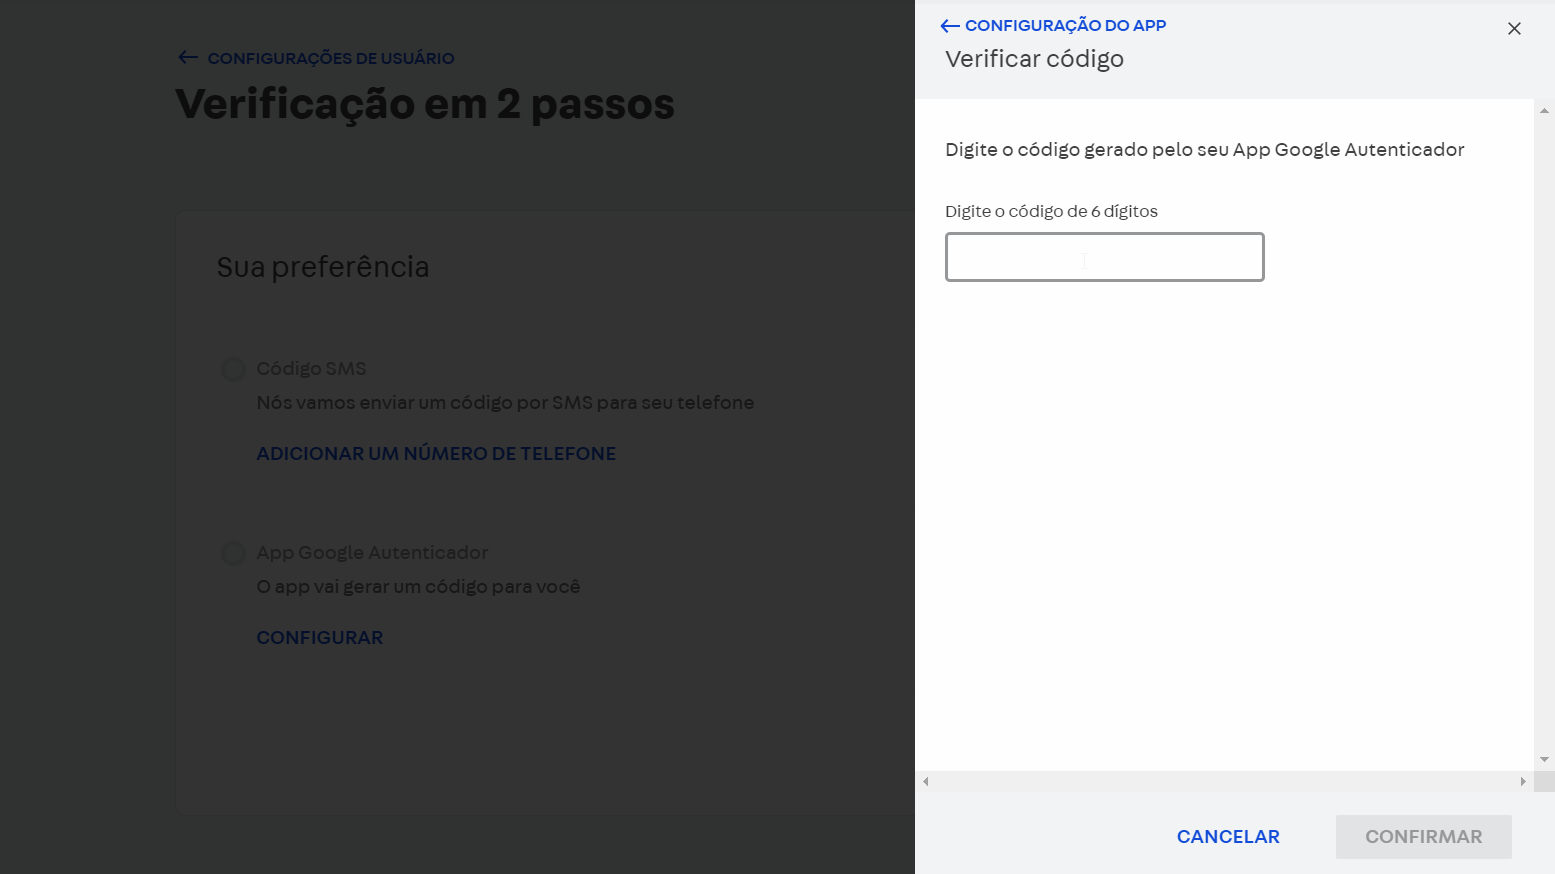 CONFIGURAÇÕES DE USUÁRIO
Verificação em 2 passos
Sua preferência
Código SMS
Nós vamos enviar um código por SMS para seu telefone
ADICIONAR UM NÚMERO DE TELEFONE
App Google Autenticador
O app vai gerar um código para você
CONFIGURAR
CONFIGURAÇÃO DO APP
Verificar código
Digite o código gerado pelo seu App Google Autenticador
Digite o código de 6 dígitos
CANCELAR
CONFIRMAR